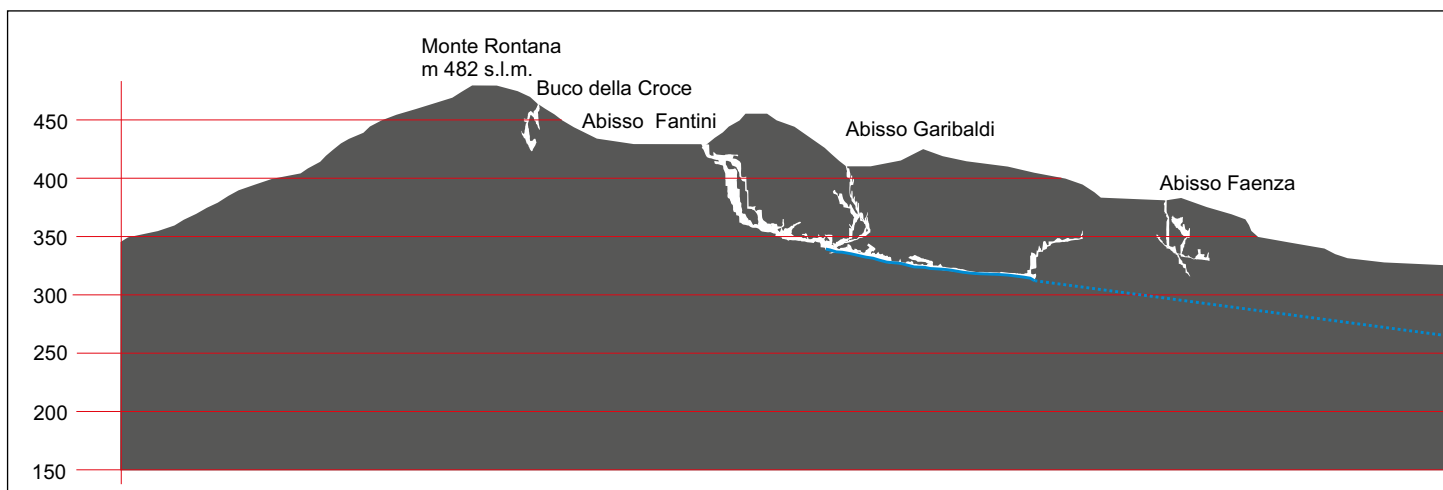 Monte Rontana
m 482 s.l.m.
Buco della Croce
Abisso Fantini
Abisso Garibaldi
Abisso Faenza
450
400
350
300
250
200
150